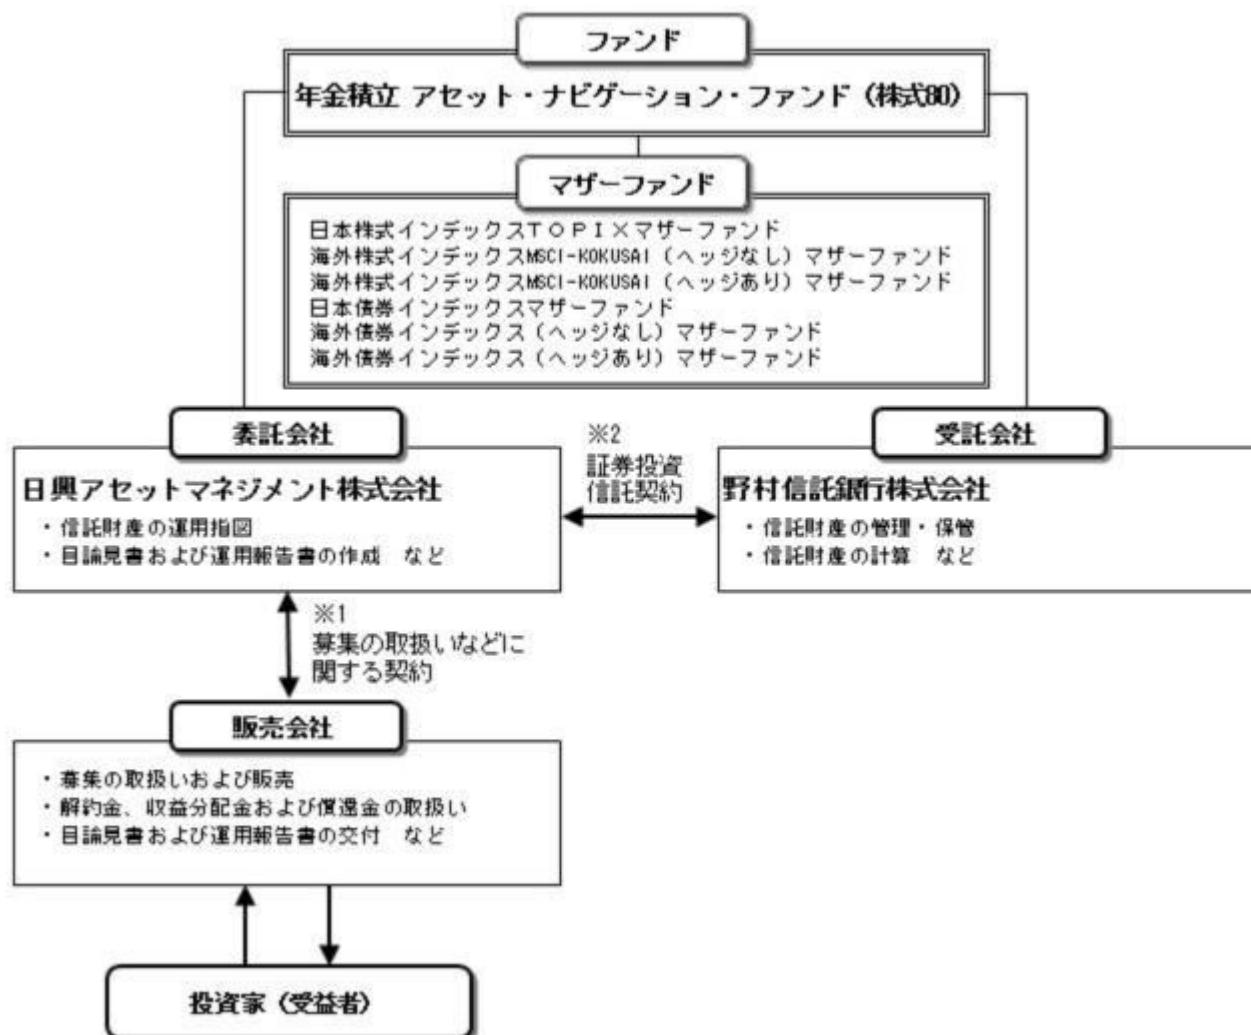 ファンド
年金積立 アセット・ナビゲーション・ファンド（株式80）
マザーファンド
日本株式インデックスＴＯＰＩＸマザーファンド
海外株式インデックスMSCI-KOKUSAI（ヘッジなし）マザーファンド
海外株式インデックスMSCI-KOKUSAI（ヘッジあり）マザーファンド
日本債券インデックスマザーファンド
海外債券インデックス（ヘッジなし）マザーファンド
海外債券インデックス（ヘッジあり）マザーファンド
委託会社
日興アセットマネジメント株式会社
・信託財産の運用指図
・目論見書および運用報告書の作成　など
※2
証券投資
信託契約
受託会社
野村信託銀行株式会社
・信託財産の管理・保管
・信託財産の計算　など
※1
募集の取扱いなどに
関する契約
販売会社
・募集の取扱いおよび販売
・解約金、収益分配金および償還金の取扱い
・目論見書および運用報告書の交付　など
投資家（受益者）